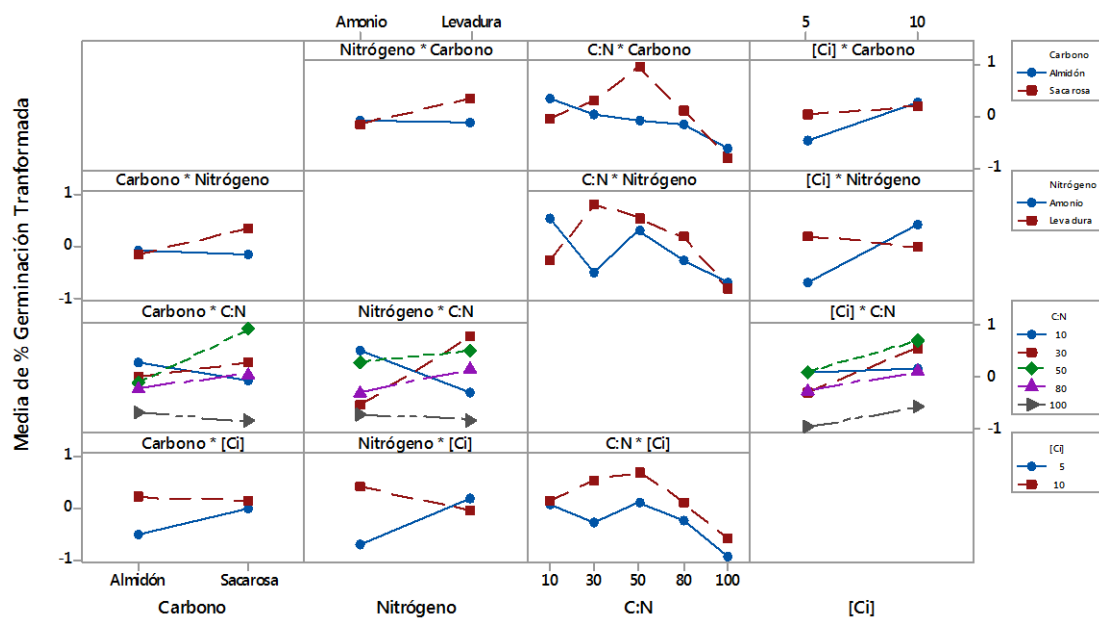 Amonio Levadura 5 10
Nitrógeno * Carbono C:N * Carbono [Ci] * Carbono
Carbono
Almidón
Sacarosa
1
0
-1
Carbono * Nitrógeno C:N * Nitrógeno [Ci] * Nitrógeno
1
0
-1
Nitrógeno
Amonio
Levadura
Media de % Germinación Tranformada
Carbono * C:N Nitrógeno * C:N [Ci] * C:N
1
0
-1
C:N
10
30
50
80
100
Carbono * [Ci] Nitrógeno * [Ci] C:N * [Ci]
1
0
-1
[Ci]
5
10
Almidón Sacarosa 10 30 50 80 100
Carbono Nitrógeno C:N [Ci]